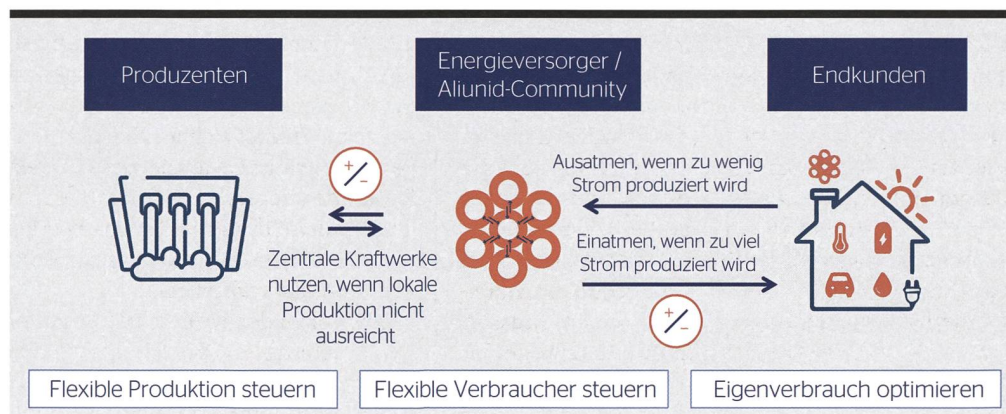 Produzenten
Energieversorger /
Aliunid-Community
Endkunden
+/-
Zentrale Kraftwerke
nutzen, wenn lokale
Produktion nicht
ausreicht
Ausatmen, wenn zu wenig
Strom produziert wird
Einatmen, wenn zu viel
Strom produziert wird
+/-
Flexible Produktion steuern
Flexible Verbraucher steuern
Eigenverbrauch optimieren